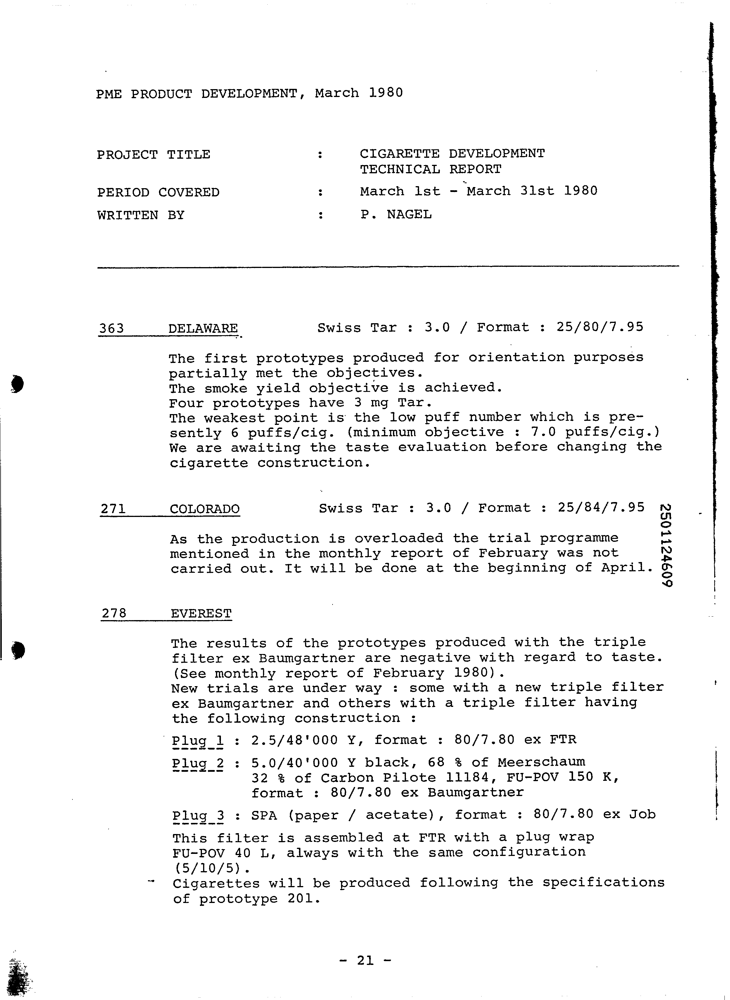 PME PRODUCT DEVELOPMENT, March 1980
PROJECT TITLE : CIGARETTE DEVELOPMENT
TECHNICAL REPORT
PERIOD COVERED : March 1st - March 31st 1980
WRITTEN BY : P. NAGEL
363 DELAWARE Swiss Tar : 3.0 / Format : 25/80/7.95
The first prototypes produced for orientation purposes
partially met the objectives.
The smoke yield objective is achieved.
Four prototypes have 3 mg Tar.
The weakest point is the low puff number which is pre-
sently 6 puffs/cig. (minimum objective : 7.0 puffs/cig.)
We are awaiting the taste evaluation before changing the
cigarette construction.
271 COLORADO Swiss Tar : 3.0 / Format : 25/84/7.95
As the production is overloaded the trial programme
mentioned in the monthly report of February was not
carried out. It will be done at the beginning of April.
2501124609
278 EVEREST
The results of the prototypes produced with the triple
filter ex Baumgartner are negative with regard to taste.
(See monthly report of February 1980).
New trials are under way : some with a new triple filter
ex Baumgartner and others with a triple filter having
the following construction :
Plug 1 : 2.5/48'000 Y, format : 80/7.80 ex FTR
Plug 2 : 5.0/40'000 Y black, 68 % of Meerschaum
32 % of Carbon Pilote 11184, FU-POV 150 K,
format : 80/7.80 ex Baumgartner
Plug 3 : SPA (paper / acetate), format : 80/7.80 ex Job
This filter is assembled at FTR with a plug wrap
FU-POV 40 L, always with the same configuration
(5/10/5).
Cigarettes will be produced following the specifications
of prototype 201.
- 21 -